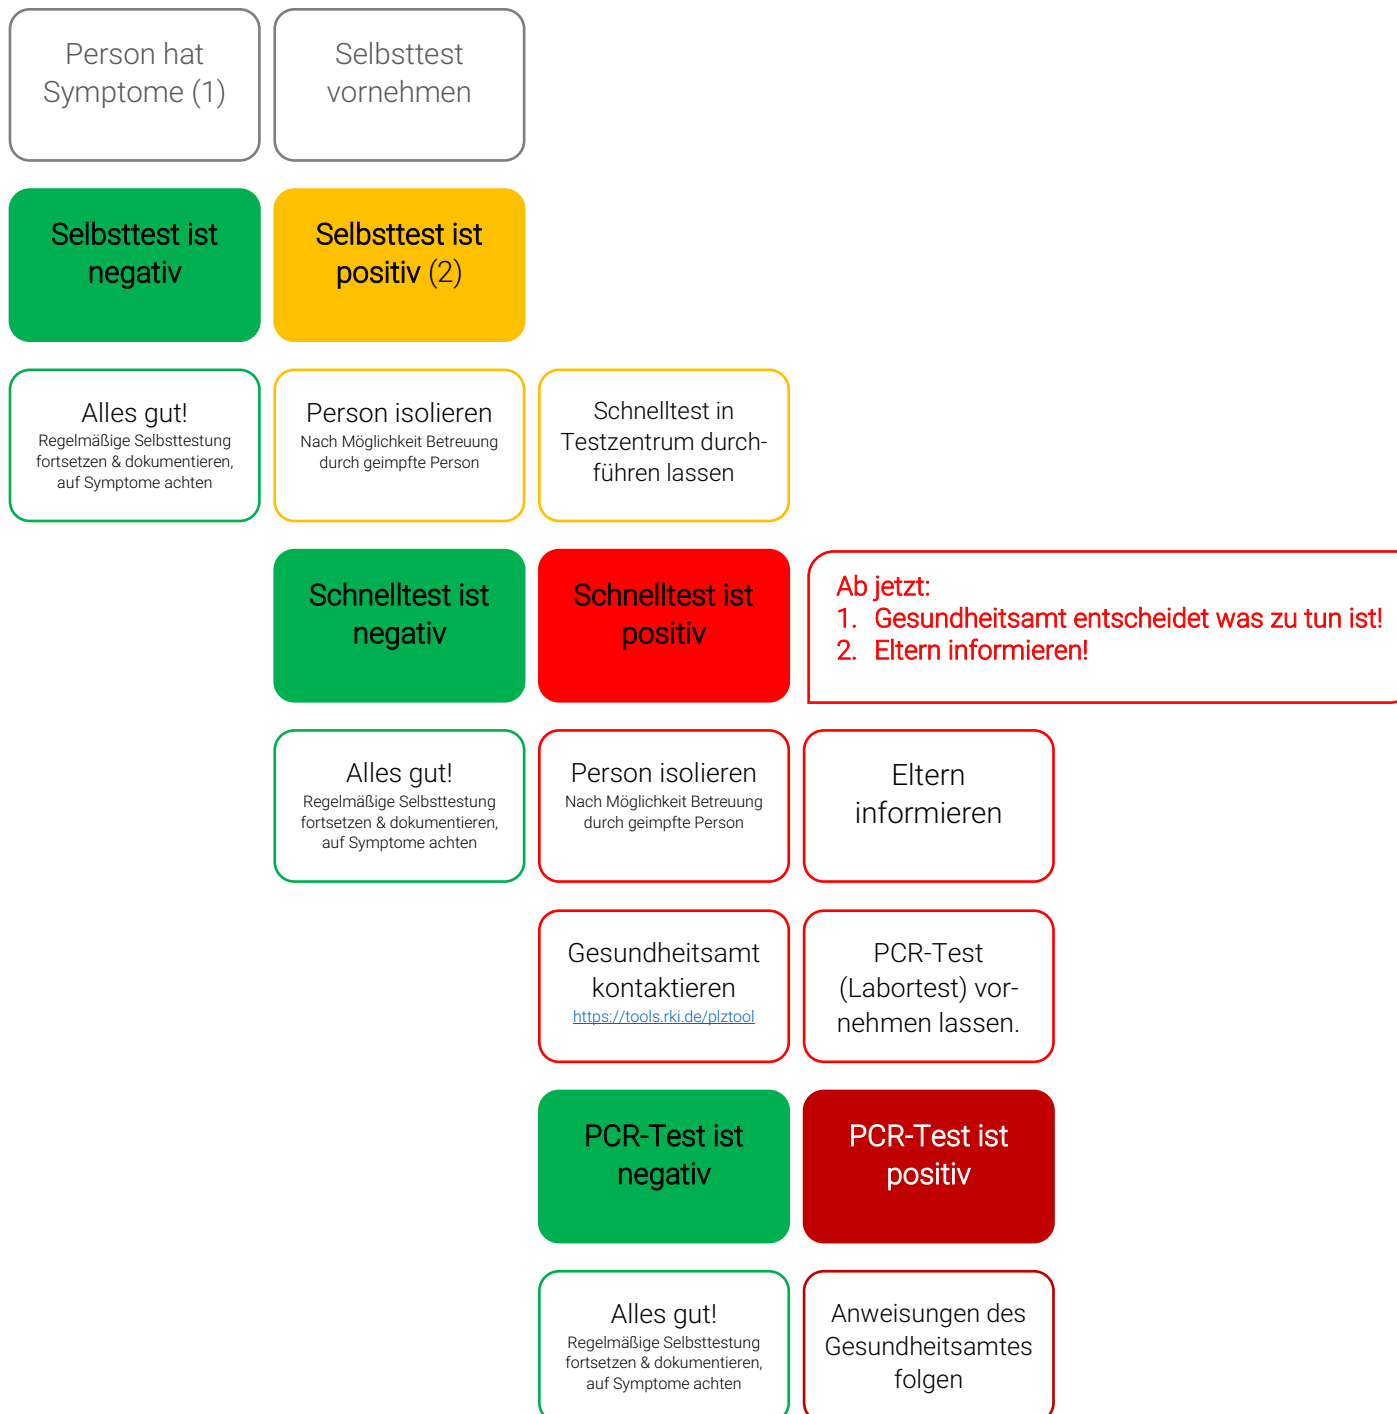 Person hat
Symptome (1)
Selbsttest
vornehmen
Selbsttest ist
negativ
Selbsttest ist
positiv (2)
Alles gut!
Regelmäßige Selbsttestung
fortsetzen & dokumentieren,
auf Symptome achten
Person isolieren
Nach Möglichkeit Betreuung
durch geimpfte Person
Schnelltest in
Testzentrum durch-
führen lassen
Schnelltest ist
negativ
Schnelltest ist
positiv
Ab jetzt:
1. Gesundheitsamt entscheidet was zu tun ist!
2. Eltern informieren!
Alles gut!
Regelmäßige Selbsttestung
fortsetzen & dokumentieren,
auf Symptome achten
Person isolieren
Nach Möglichkeit Betreuung
durch geimpfte Person
Eltern
informieren
Gesundheitsamt
kontaktieren
https://tools.rki.de/plztool
PCR-Test
(Labortest) vor-
nehmen lassen.
PCR-Test ist
negativ
PCR-Test ist
positiv
Alles gut!
Regelmäßige Selbsttestung
fortsetzen & dokumentieren,
auf Symptome achten
Anweisungen des
Gesundheitsamtes
folgen